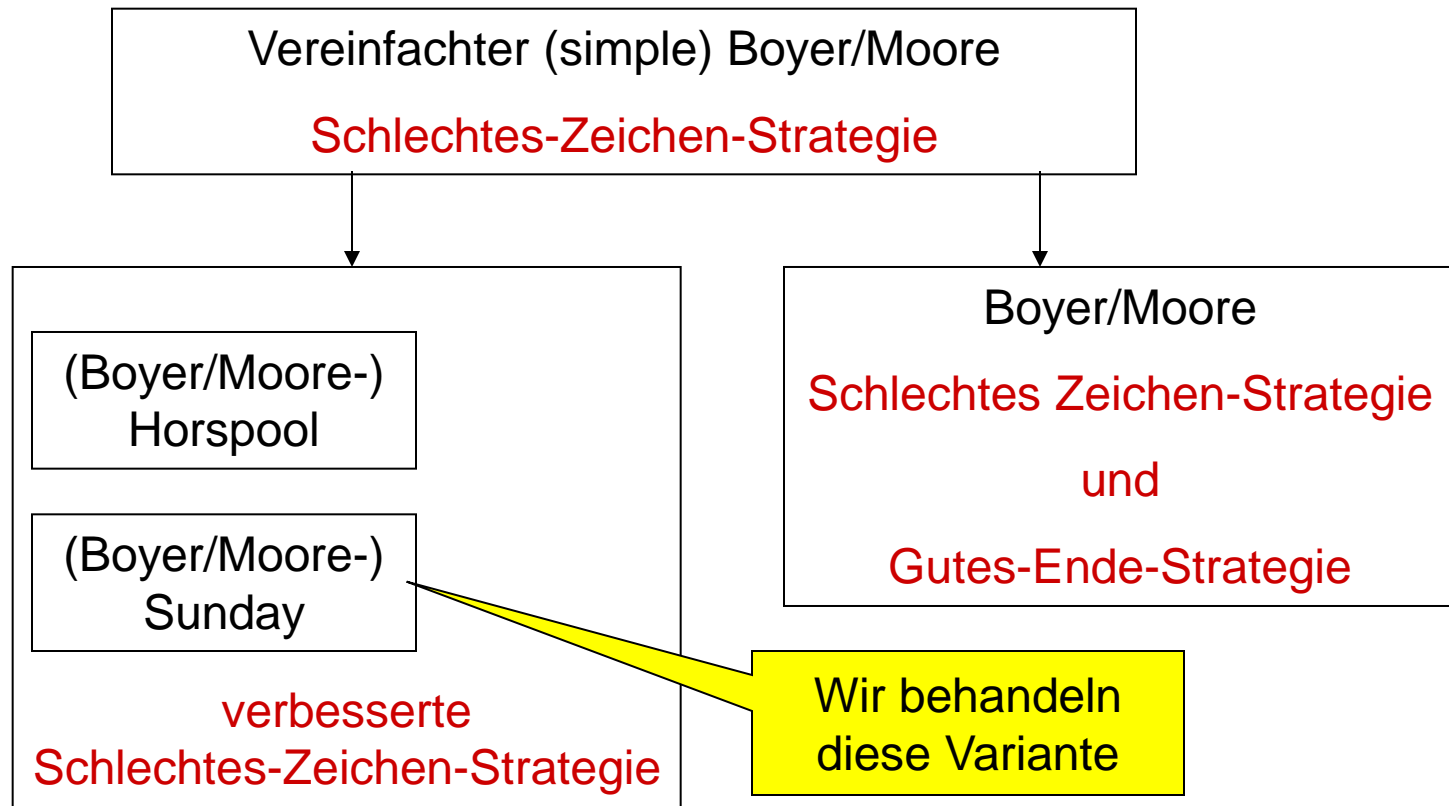 Vereinfachter (simple) Boyer/Moore
Schlechtes-Zeichen-Strategie
(Boyer/Moore-)
Horspool
(Boyer/Moore-)
Sunday
verbesserte
Schlechtes-Zeichen-Strategie
Boyer/Moore
Schlechtes Zeichen-Strategie
und
Gutes-Ende-Strategie
Wir behandeln
diese Variante